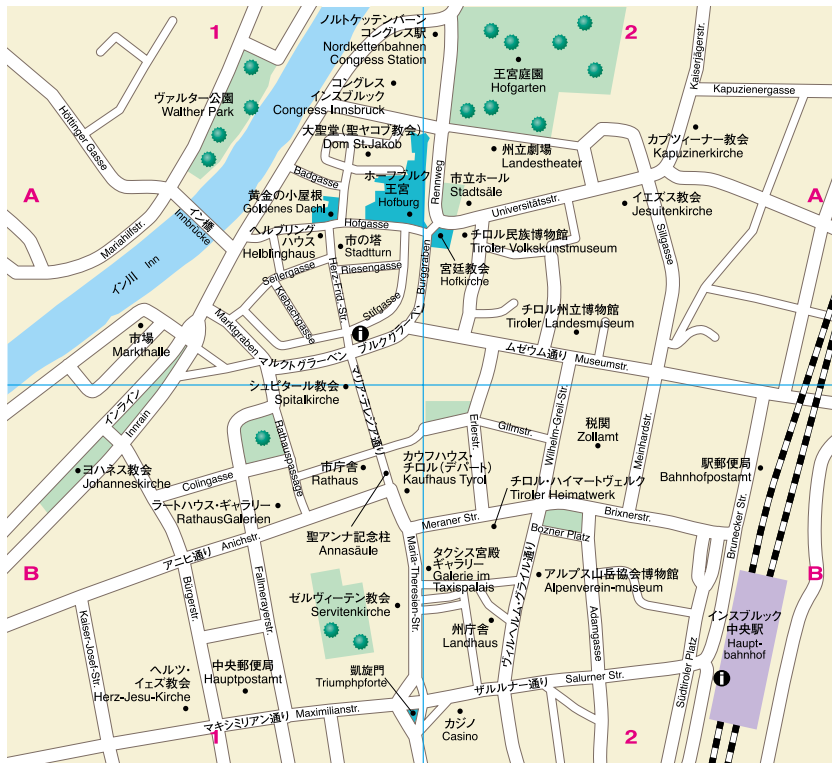 1
2
ノルトケッテンバーン
コングレス駅
Nordkettenbahnen
Congress Station
王宮庭園
Hofgarten
Kaiserjägerstr.
Kapuzienergasse
ヴァルター公園
Walther Park
コングレス
インスブルック
Congress Innsbruck
Höttinger Gasse
大聖堂(聖ヤコブ教会)
Dom St.Jakob
州立劇場
Landestheater
カプツィーナー教会
Kapuzinerkirche
A
Badgasse
ホーフブルク
王宮
Hofburg
Rennweg
市立ホール
Stadtsäle
Universitätsstr.
イエズス教会
Jesuitenkirche
A
黄金の小屋根
Goldenes Dachl
Hofgasse
イン橋
Innbrücke
Mariahilfstr.
ヘルブリング
ハウス
Helblinghaus
市の塔
Stadtturn
チロル民族博物館
Tiroler Volkekunstmuseum
Sillgasse
イン川 Inn
Seilergasse
Riesengasse
Herz-Frid.-Str.
Burggraben
宮廷教会
Hofkirche
Kiebachgasse
Stiftgasse
チロル州立博物館
Tiroler Landesmuseum
市場
Markthalle
Marktgraben
マルクトグラーベン
ブルクグラーベン
i
ムゼウム通り Museumstr.
シュピタール教会
Spitalkirche
マリア・テレジア通り
インライン
Innrain
Rathauspassage
Erlerstr.
Gilmstr.
Wilhelm-Greil-Str.
税関
Zollamt
Meinhardstr.
ヨハネス教会
Johanneskirche
Colingasse
市庁舎
Rathaus
カウフハウス・
チロル(デパート)
Kaufhaus Tyrol
チロル・ハイマートヴェルク
Tiroler Heimatwerk
駅郵便局
Bahnhofpostamt
ラートハウス・ギャラリー
RathausGalerien
Meraner Str.
Brixnerstr.
Bozner Platz
Brunecker Str.
聖アンナ記念柱
Annasäule
アニヒ通り Anichstr.
B
Maria-Theresien-Str.
タクシス宮殿
ギャラリー
Galerie im
Taxispalais
アルプス山岳協会博物館
Alpenverein-museum
B
Bürgerstr.
Fallmerayerstr.
ゼルヴィーテン教会
Servitenkirche
ヴィルヘルム・グライル通り
Adamgasse
インスブルック
中央駅
Haupt-
bahnhof
Kaiser-Josef-Str.
州庁舎
Landhaus
ヘルツ・
イェズ教会
Herz-Jesu-Kirche
中央郵便局
Hauptpostamt
凱旋門
Triumphpforte
ザルルナー通り Salurner Str.
Südtiroler Platz
i
マキシミリアン通り Maximilianstr.
カジノ
Casino
1
2